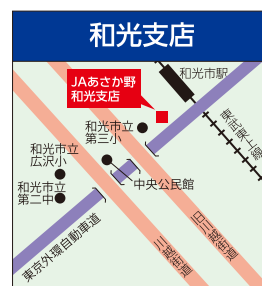 和光支店
JAあさか野
和光支店
和光市駅
東武東上線
和光市立
第三小
和光市立
広沢小
中央公民館
和光市立
第二中
東京外環自動車道
川越街道
旧川越街道